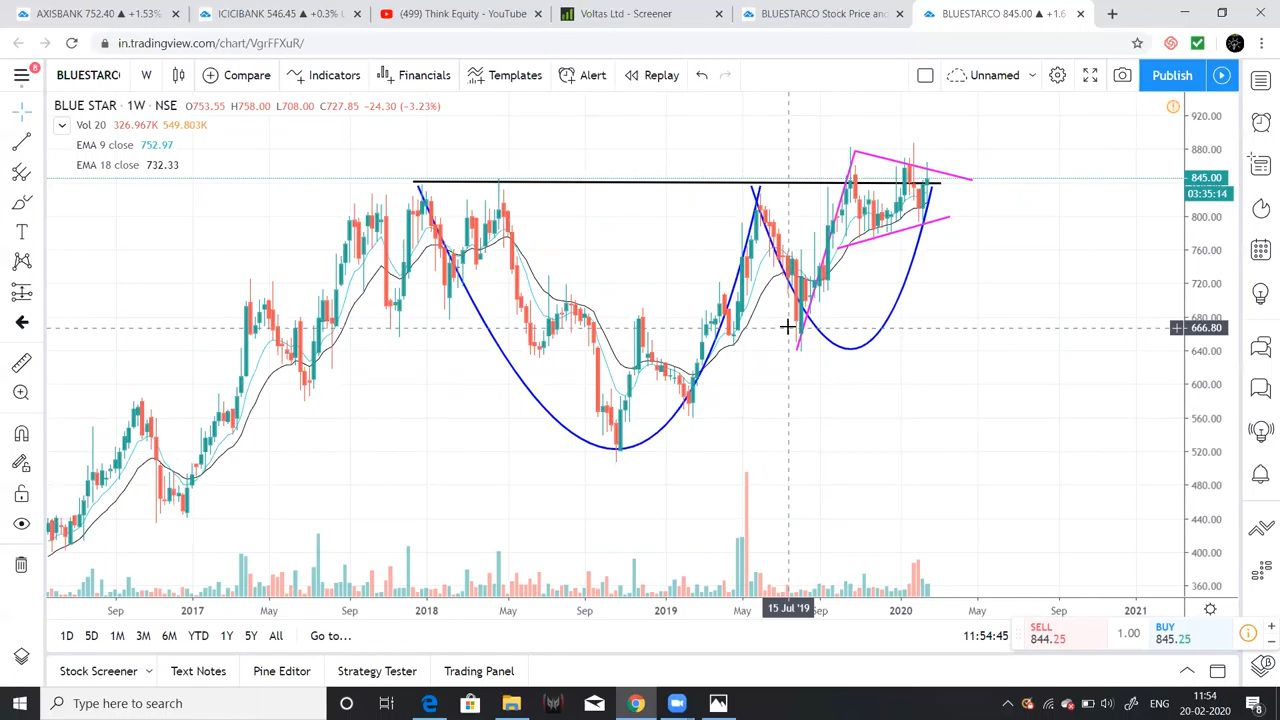 AXISBANK 752.40 ▲ +1.53%
ICICIBANK 546.45 ▲ +0.3%
(499) Think Equity - YouTube
Voltas Ltd - Screener
BLUESTARCO Stock Price and
BLUESTARCO 845.00 ▲ +1.6
in.tradingview.com/chart/VgrFFXuR/
8
BLUESTARCO
W
Compare
Indicators
Financials
Templates
Alert
Replay
Unnamed
Publish
BLUE STAR · 1W · NSE O753.55 H758.00 L708.00 C727.85 -24.30 (-3.23%)
Vol 20 326.967K 549.803K
EMA 9 close 752.97
EMA 18 close 752.33
920.00
880.00
845.00
03:35:14
800.00
760.00
720.00
680.00
666.80
640.00
600.00
560.00
520.00
480.00
440.00
400.00
360.00
Sep 2017 May Sep 2018 May Sep 2019 May 15 Jul '19 Sep 2020 May Sep 2021
1D 5D 1M 3M 6M YTD 1Y 5Y All Go to...
11:54:45
SELL
844.25
1.00
BUY
845.25
Stock Screener
Text Notes
Pine Editor
Strategy Tester
Trading Panel
Type here to search
ENG
11:54
20-02-2020
8